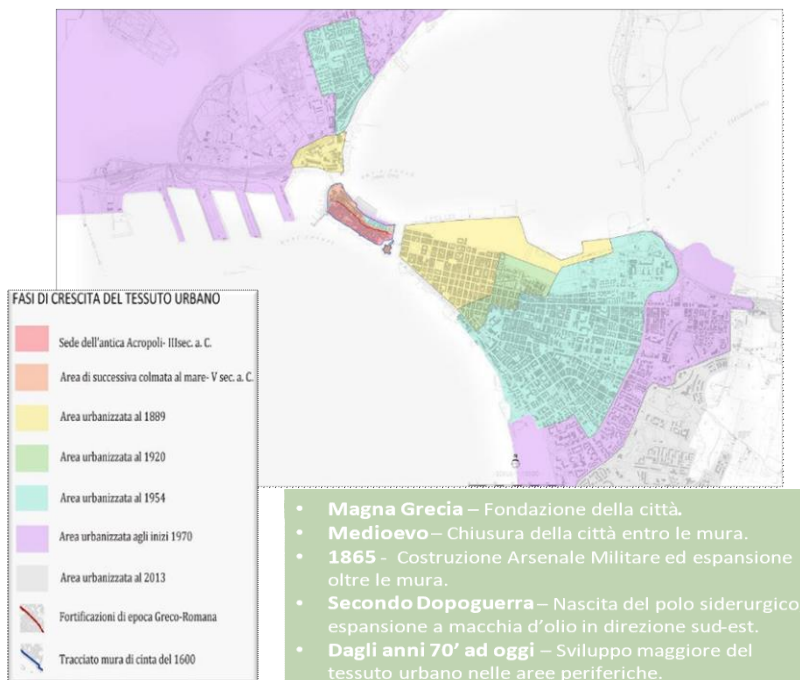 FASI DI CRESCITA DEL TESSUTO URBANO
Sede dell'antica Acropoli- IIIsec. a. C.
Area di successiva colmata al mare- V sec. a. C.
Area urbanizzata al 1889
Area urbanizzata al 1920
Area urbanizzata al 1954
Area urbanizzata agli inizi 1970
Area urbanizzata al 2013
Fortificazioni di epoca Greco-Romana
Tracciato mura di cinta del 1600
• Magna Grecia – Fondazione della città.
• Medioevo– Chiusura della città entro le mura.
• 1865 - Costruzione Arsenale Militare ed espansione
oltre le mura.
• Secondo Dopoguerra – Nascita del polo siderurgico
espansione a macchia d'olio in direzione sud-est.
• Dagli anni 70' ad oggi – Sviluppo maggiore del
tessuto urbano nelle aree periferiche.